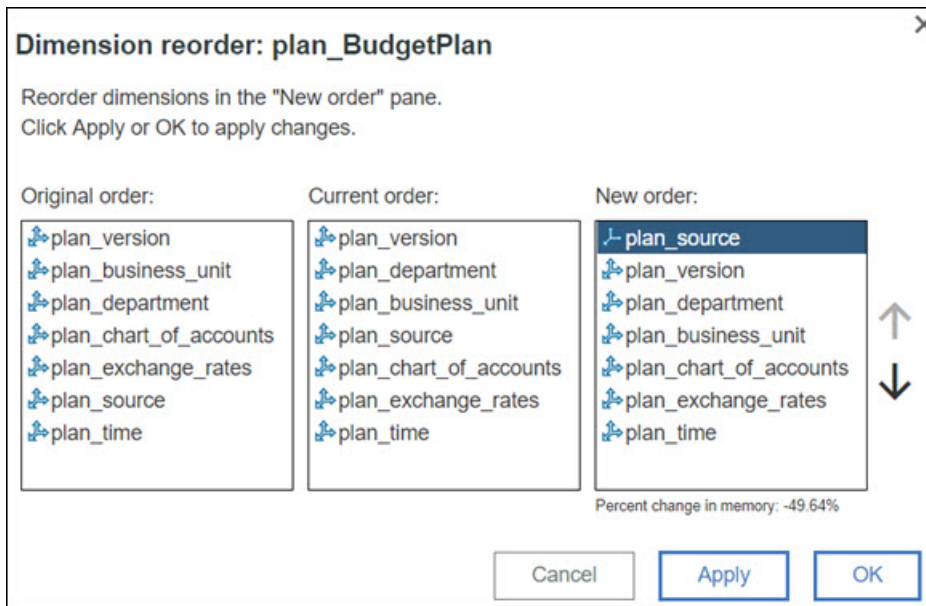 Dimension reorder: plan_BudgetPlan
Reorder dimensions in the "New order" pane.
Click Apply or OK to apply changes.
Original order:
plan_version
plan_business_unit
plan_department
plan_chart_of_accounts
plan_exchange_rates
plan_source
plan_time
Current order:
plan_version
plan_department
plan_business_unit
plan_source
plan_chart_of_accounts
plan_exchange_rates
plan_time
New order:
plan_source
plan_version
plan_department
plan_business_unit
plan_chart_of_accounts
plan_exchange_rates
plan_time
Percent change in memory: -49.64%
Cancel
Apply
OK